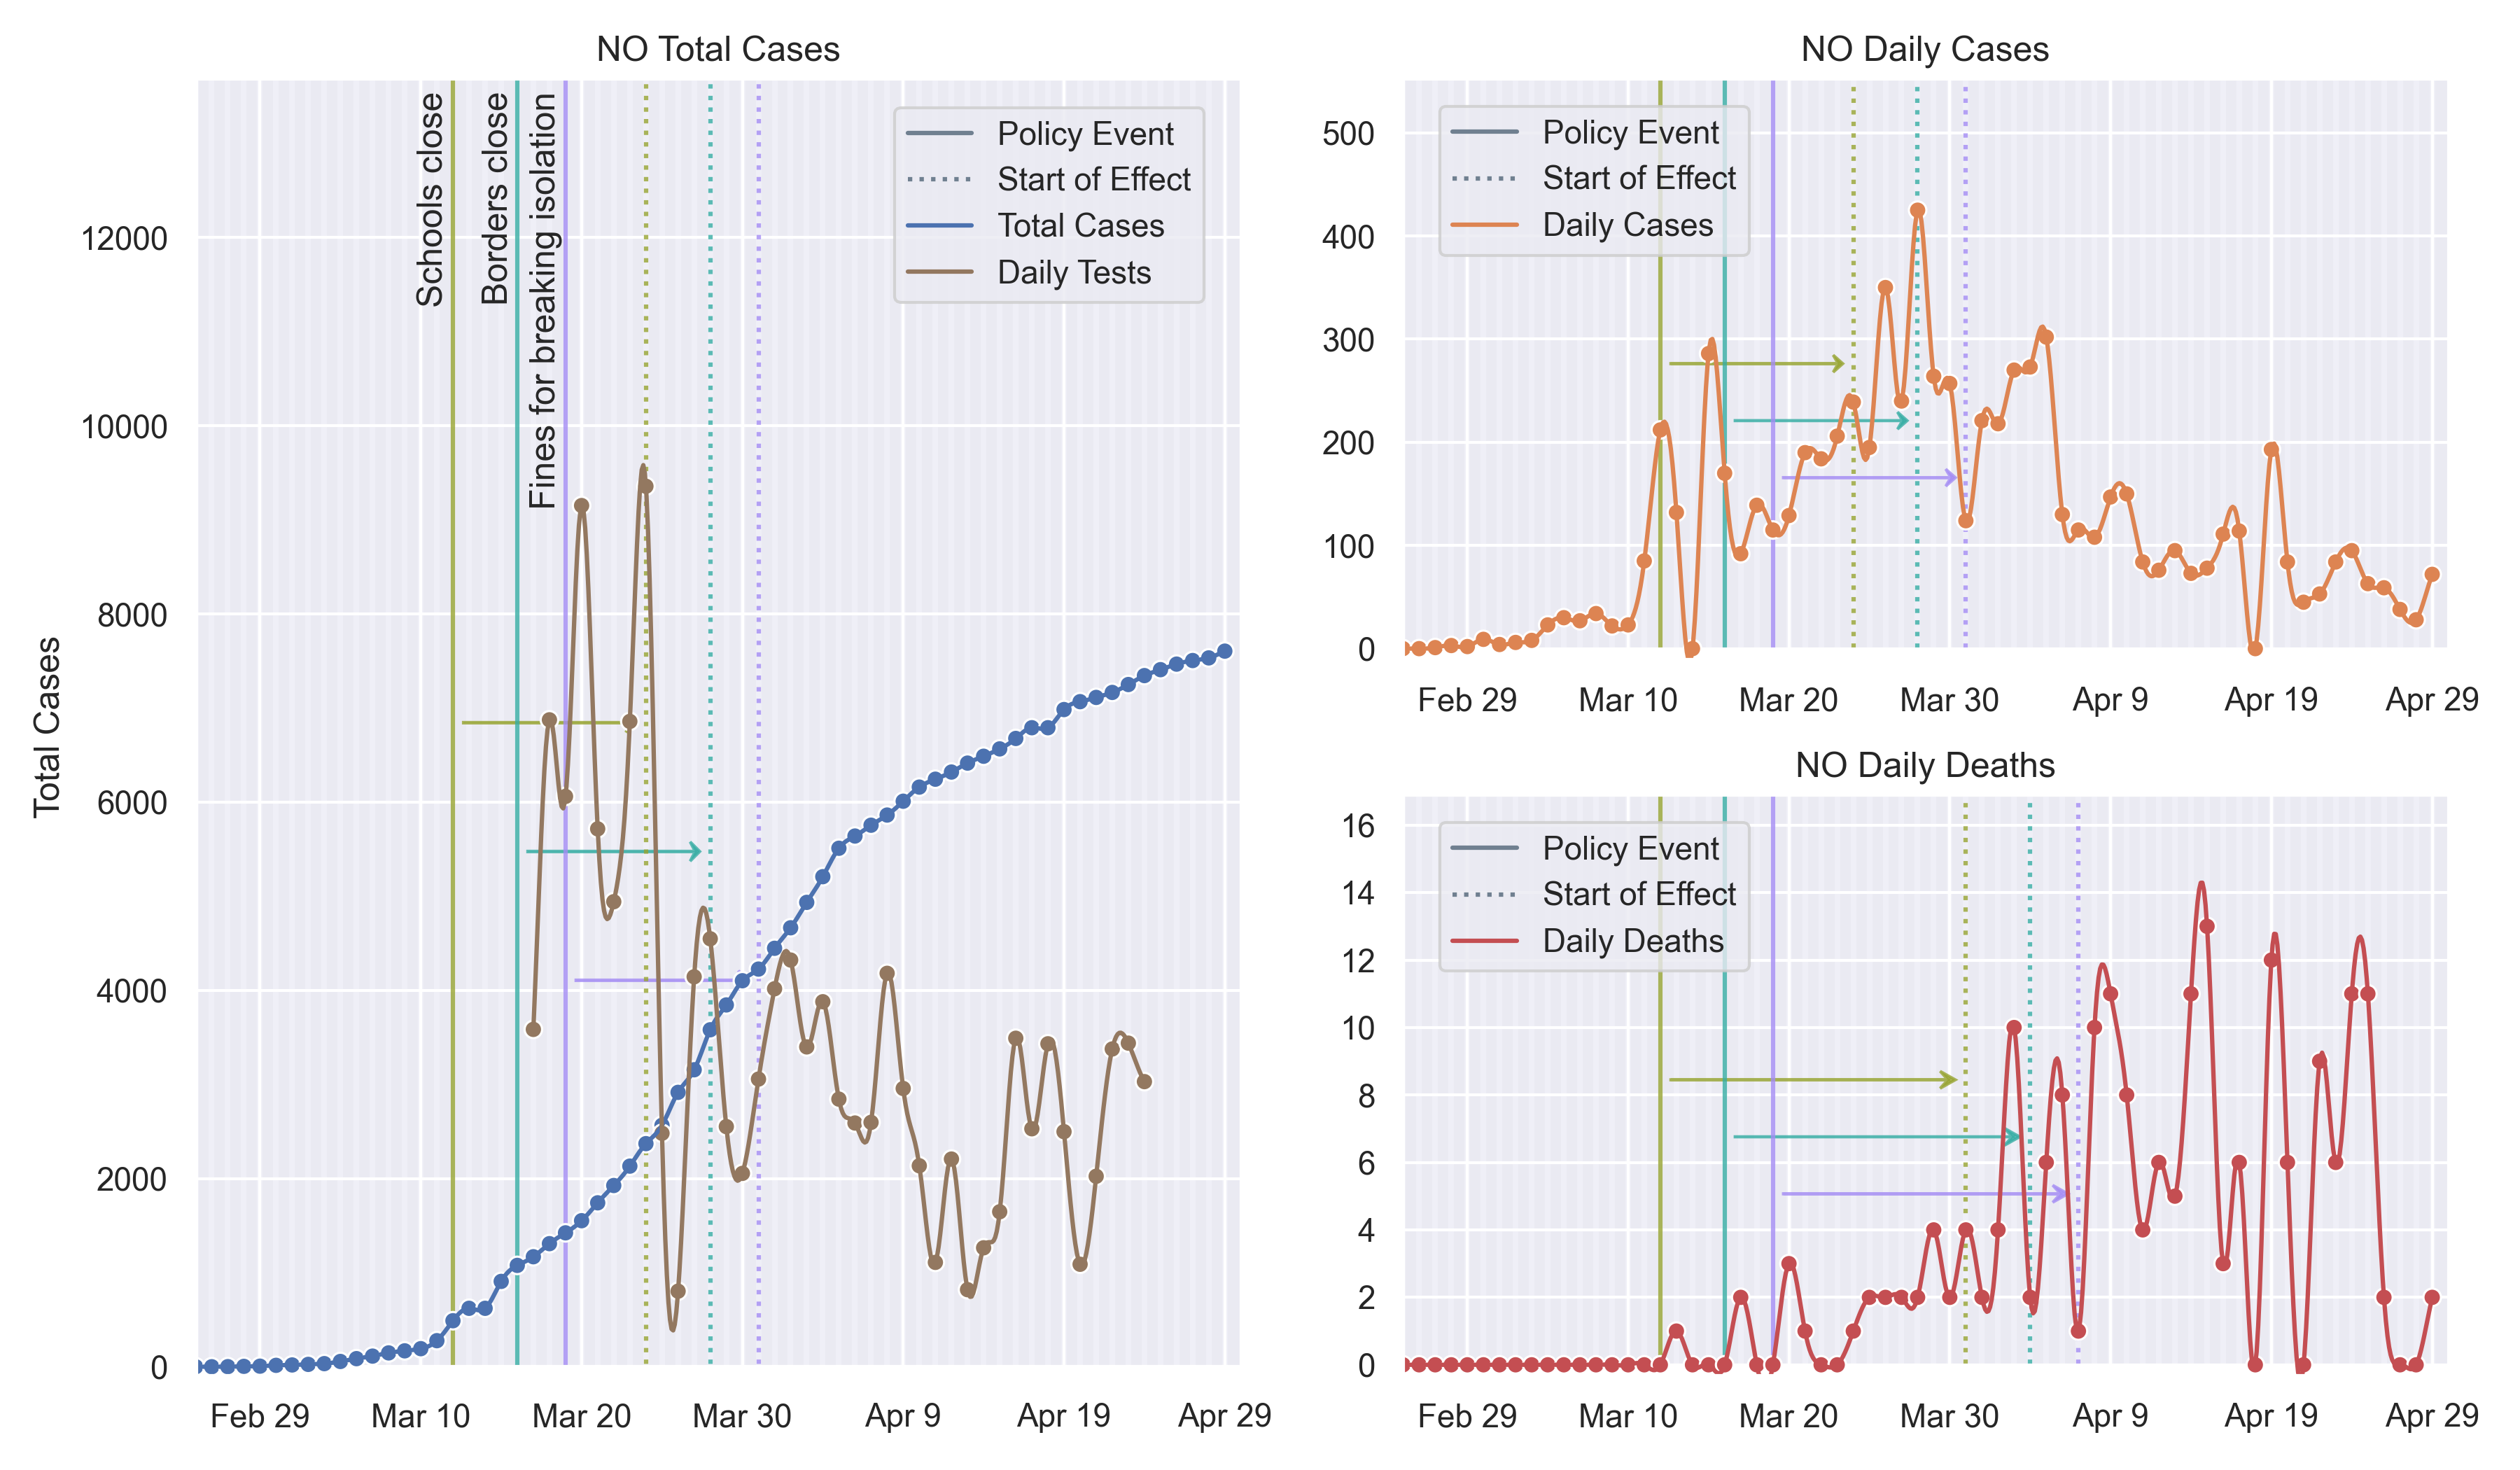 NO Total Cases
Schools close
Borders close
Fines for breaking isolation
Policy Event
Start of Effect
Total Cases
Daily Tests
Total Cases
12000
10000
8000
6000
4000
2000
0
Feb 29 Mar 10 Mar 20 Mar 30 Apr 9 Apr 19 Apr 29
NO Daily Cases
Policy Event
Start of Effect
Daily Cases
500
400
300
200
100
0
Feb 29 Mar 10 Mar 20 Mar 30 Apr 9 Apr 19 Apr 29
NO Daily Deaths
Policy Event
Start of Effect
Daily Deaths
16
14
12
10
8
6
4
2
0
Feb 29 Mar 10 Mar 20 Mar 30 Apr 9 Apr 19 Apr 29